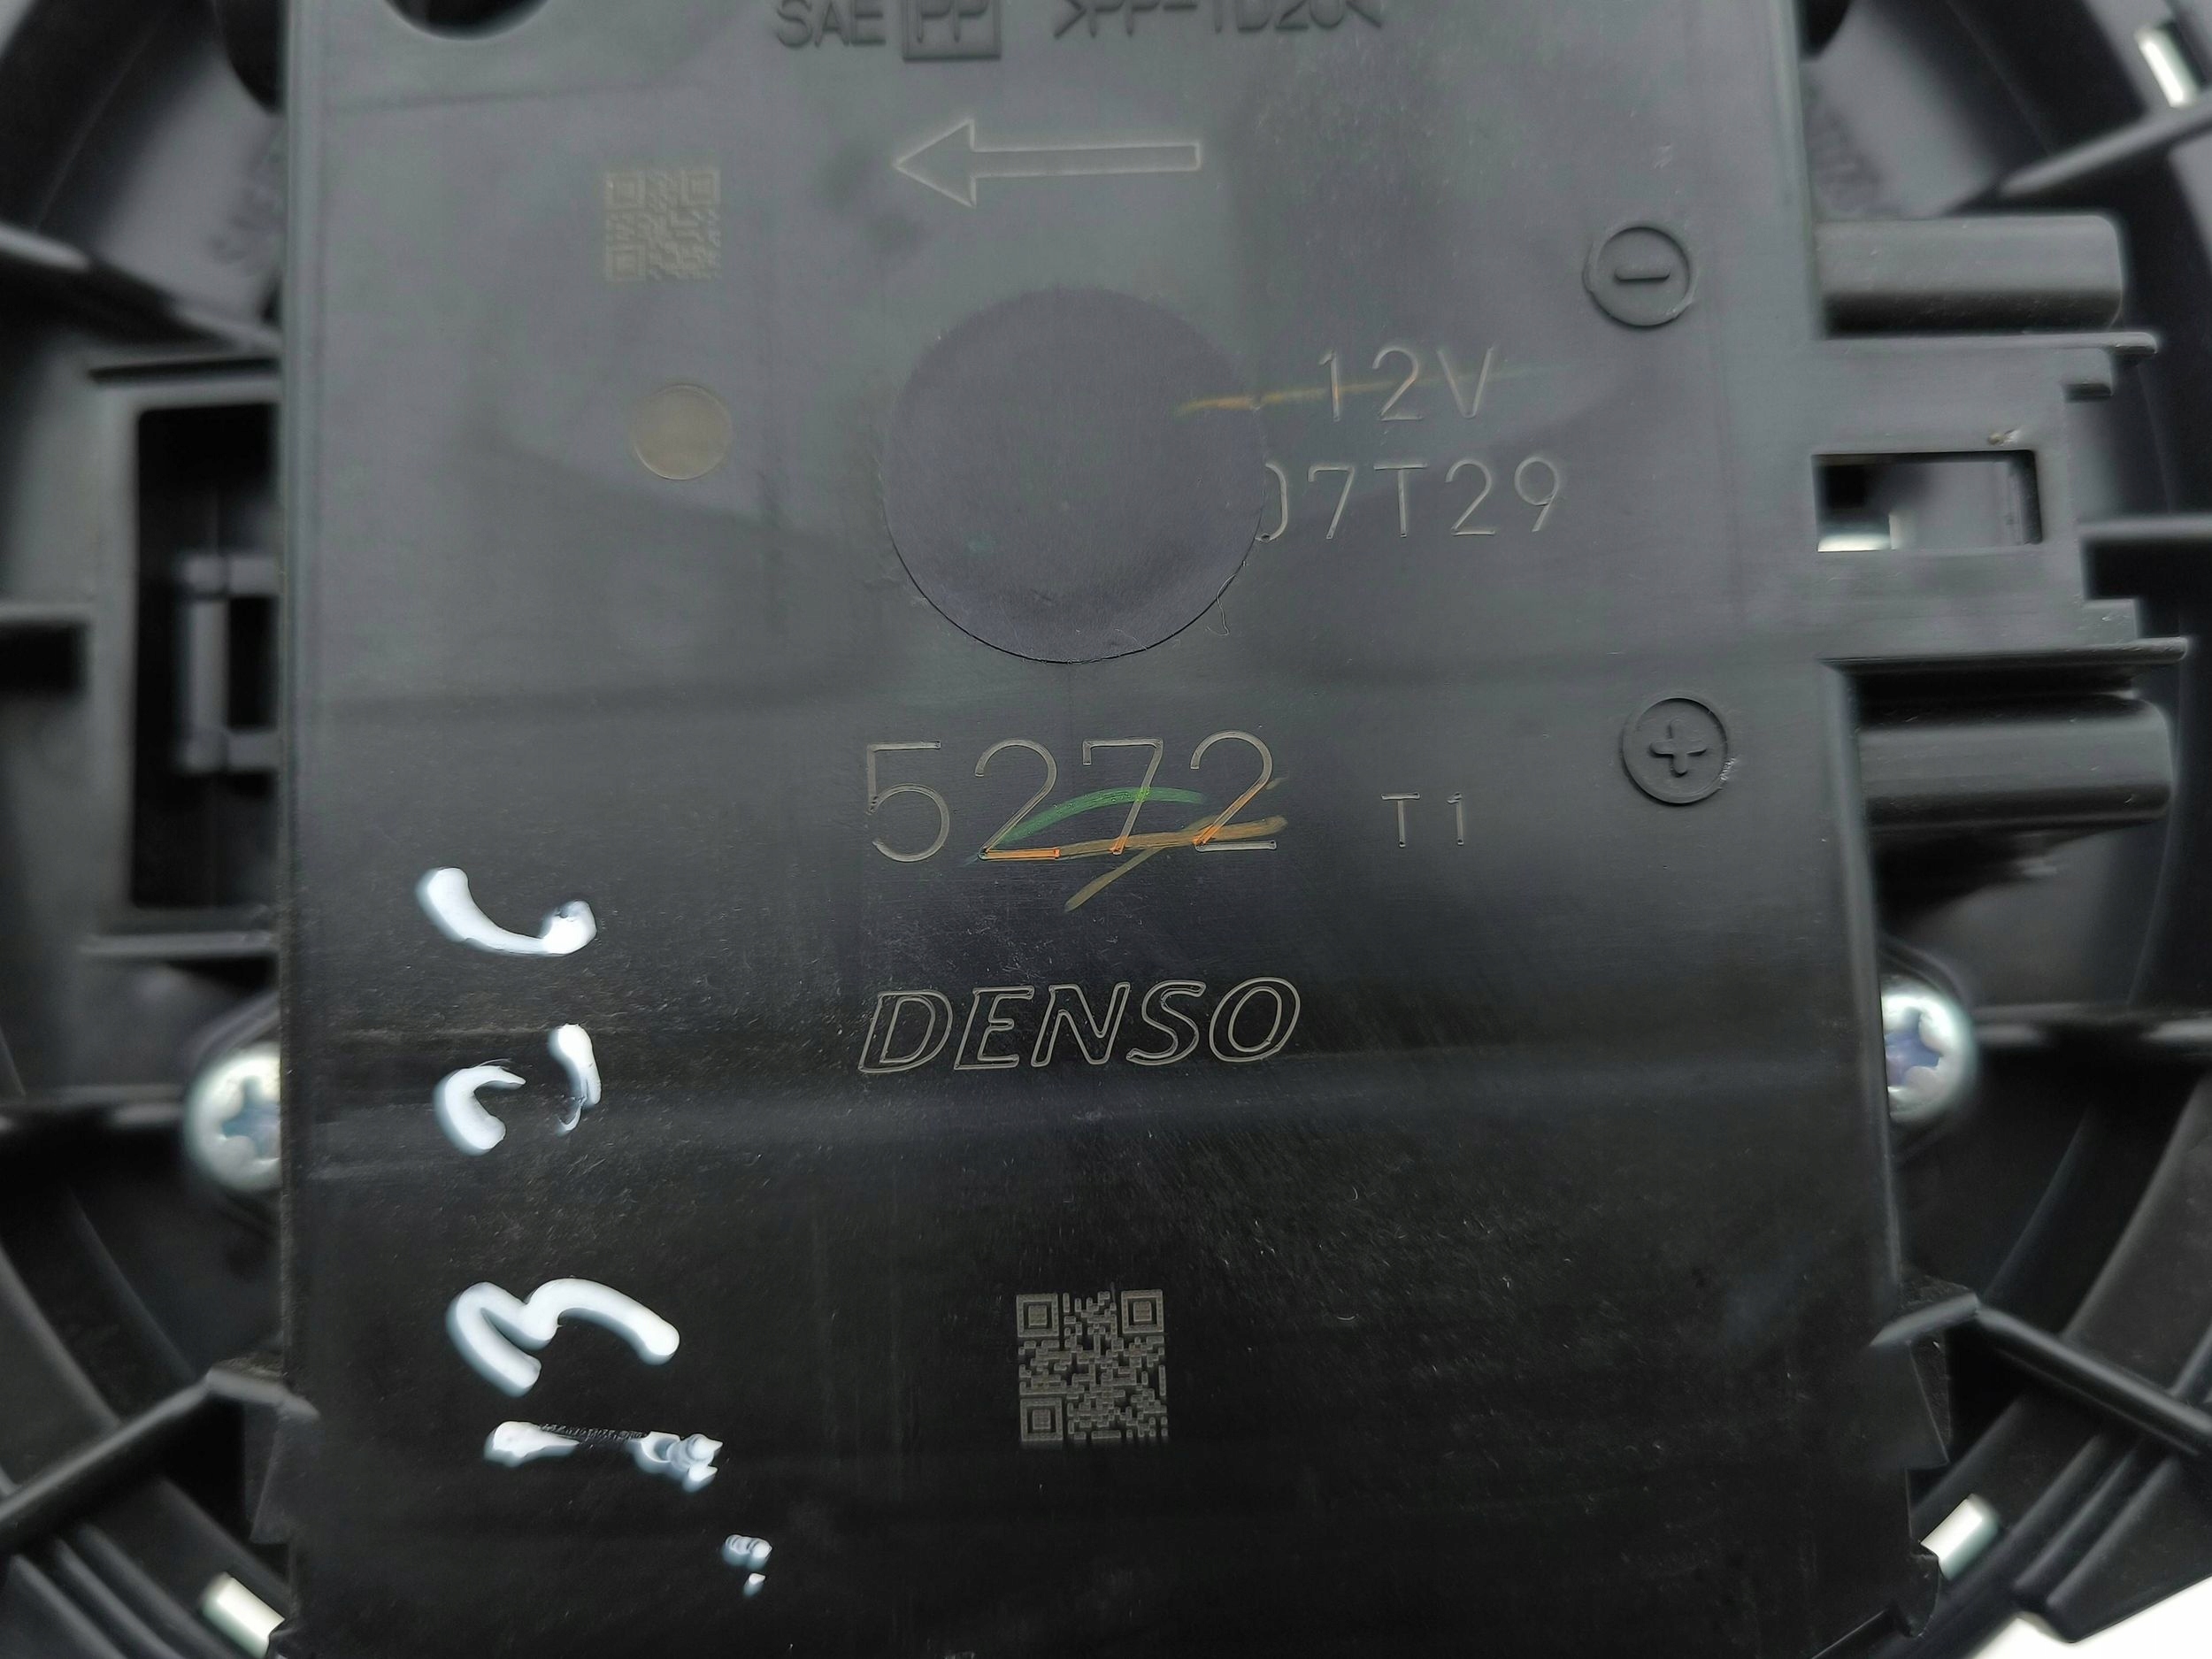 SAE PP >PP-TD20<
12V
07T29
5272 T1
DENSO